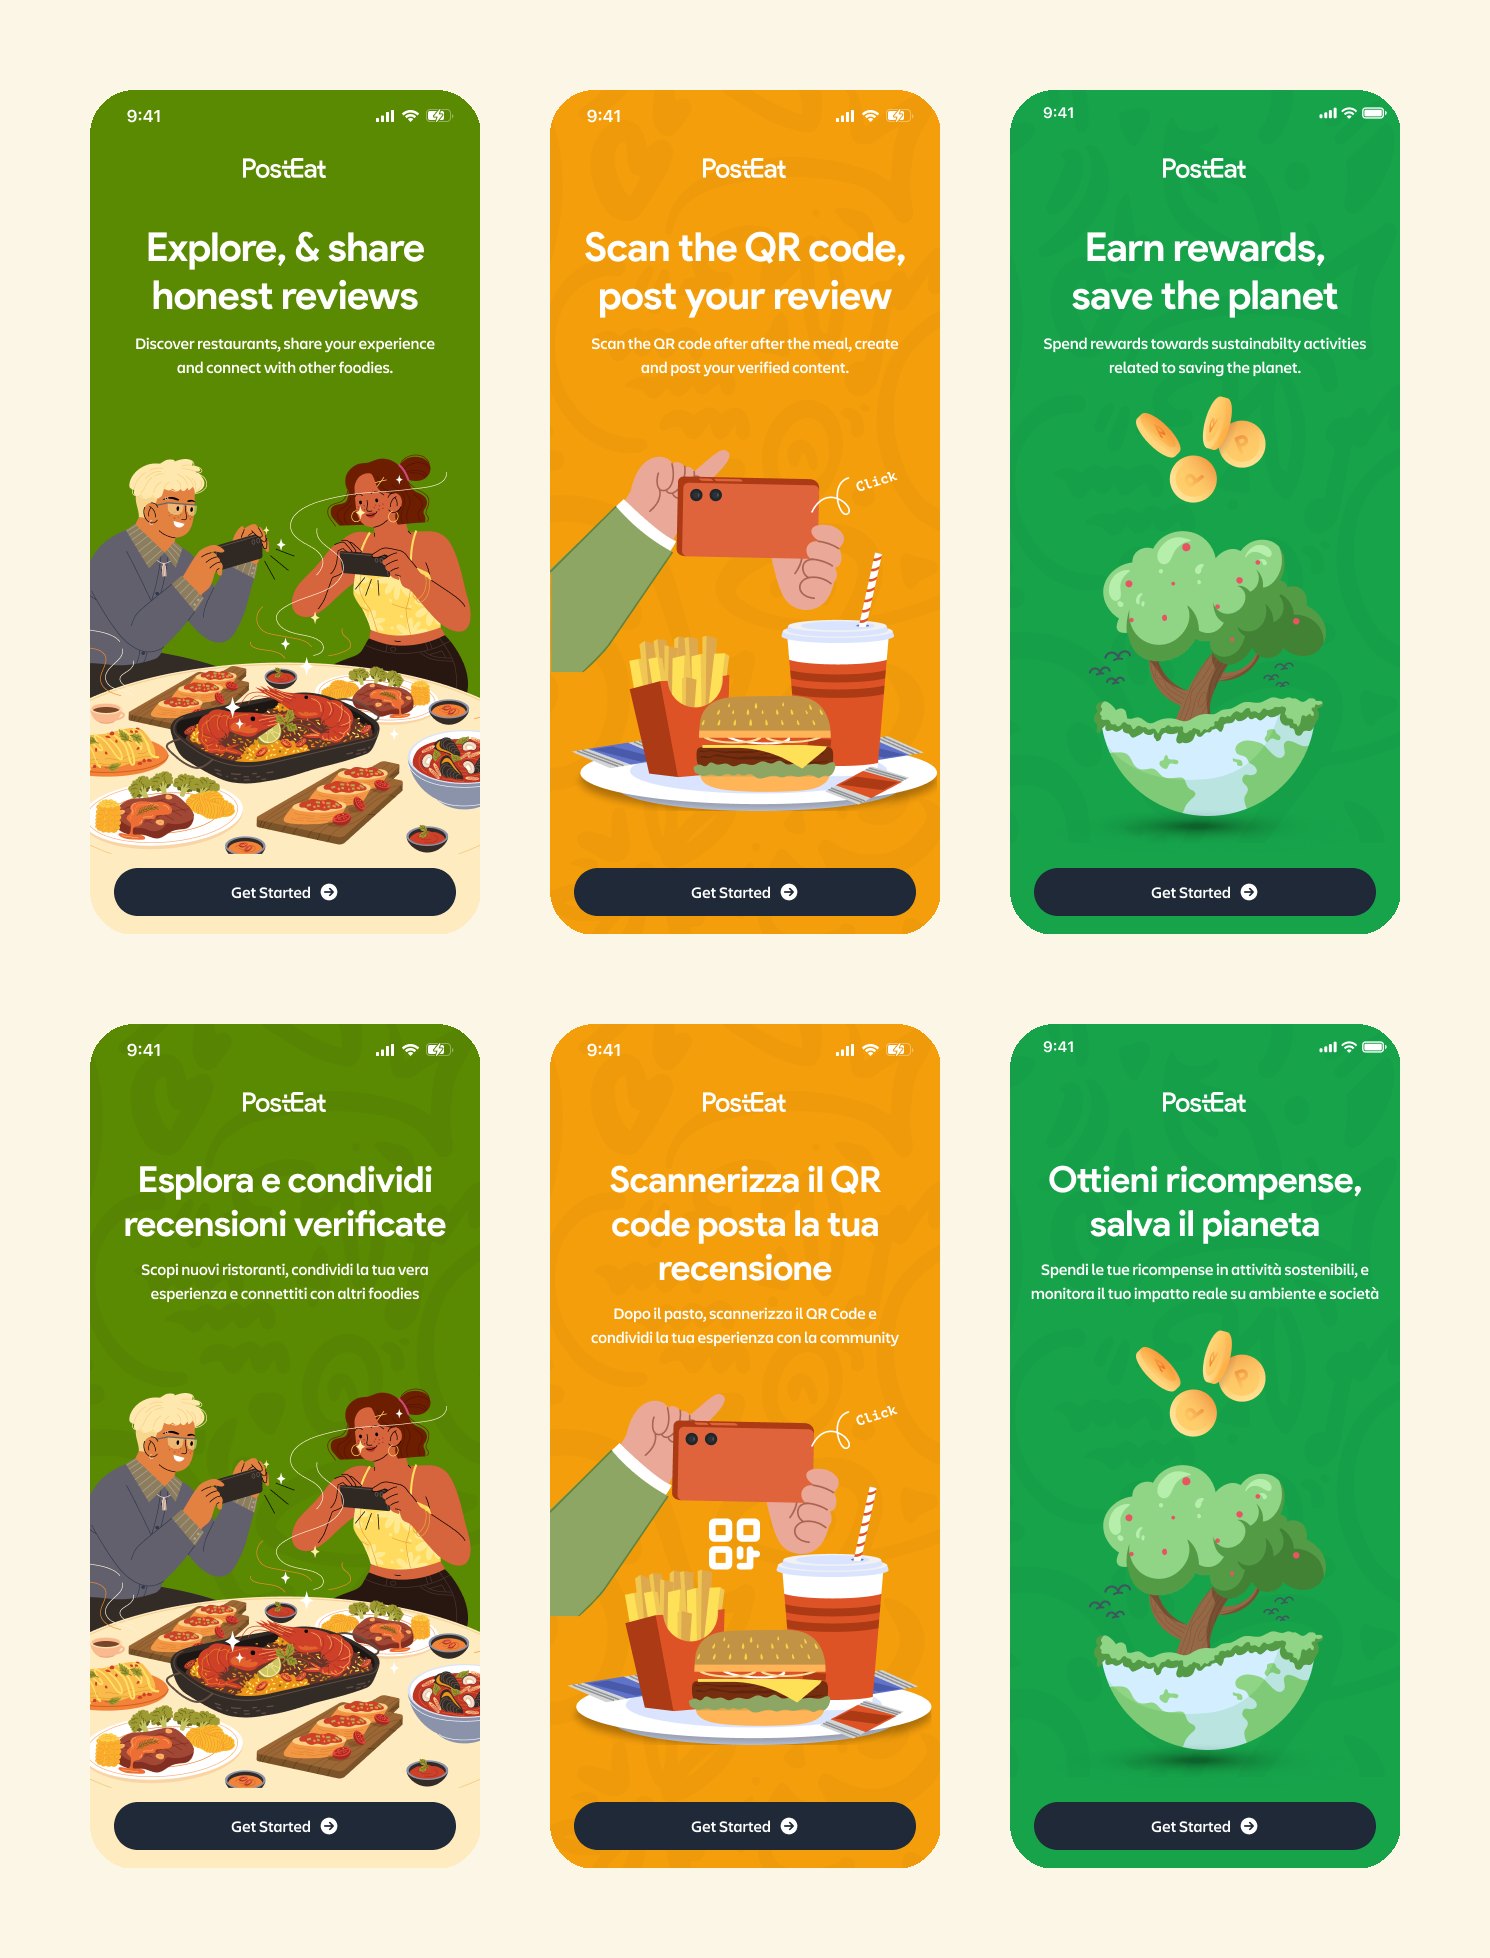 9:41
PostEat
Explore, & share
honest reviews
Discover restaurants, share your experience
and connect with other foodies.
Get Started
9:41
PostEat
Scan the QR code,
post your review
Scan the QR code after after the meal, create
and post your verified content.
Click
Get Started
9:41
PostEat
Earn rewards,
save the planet
Spend rewards towards sustainabilty activities
related to saving the planet.
P
Get Started
9:41
PostEat
Esplora e condividi
recensioni verificate
Scopi nuovi ristoranti, condividi la tua vera
esperienza e connettiti con altri foodies
Get Started
9:41
PostEat
Scannerizza il QR
code posta la tua
recensione
Dopo il pasto, scannerizza il QR Code e
condividi la tua esperienza con la community
Click
Get Started
9:41
PostEat
Ottieni ricompense,
salva il pianeta
Spendi le tue ricompense in attività sostenibili, e
monitora il tuo impatto reale su ambiente e società
P
Get Started